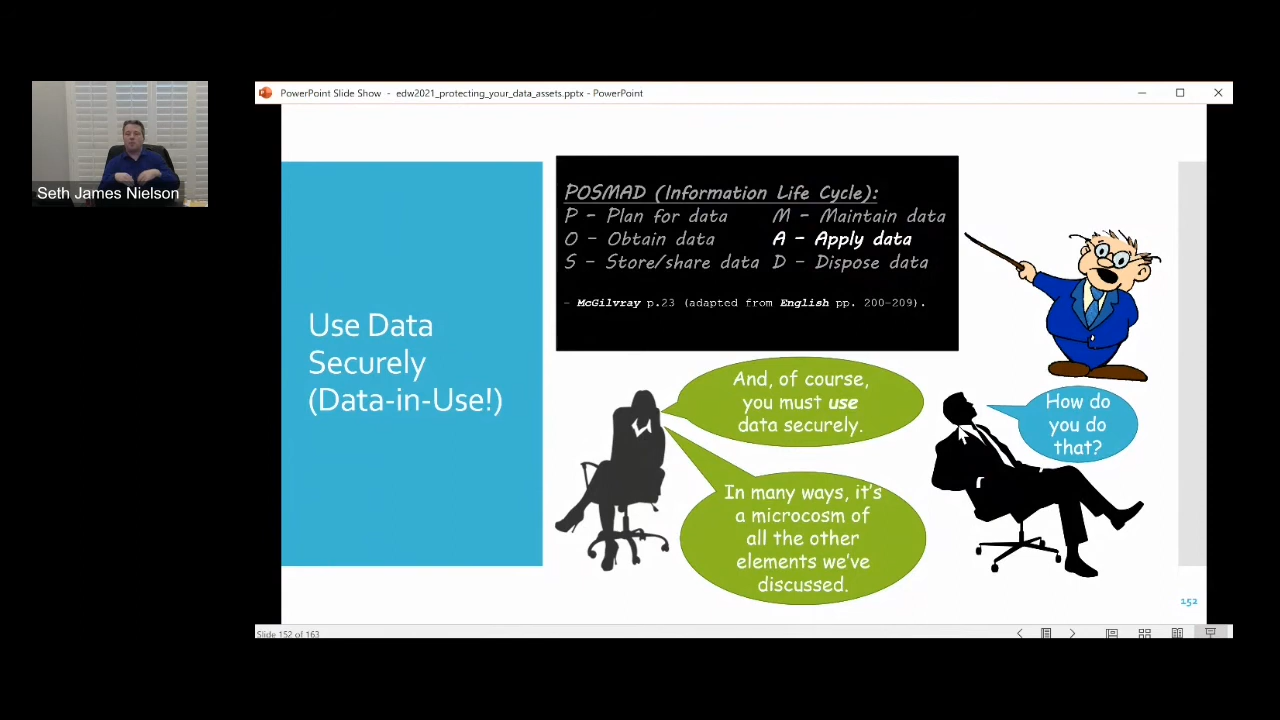 PowerPoint Slide Show - edw2021_protecting_your_data_assets.pptx - PowerPoint
Seth James Nielson
POSMAD (Information Life Cycle):
P - Plan for data M - Maintain data
O - Obtain data A - Apply data
S - Store/share data D - Dispose data
- McGilvray p.23 (adapted from English pp. 200-209).
Use Data
Securely
(Data-in-Use!)
And, of course,
you must use
data securely.
How do
you do
that?
In many ways, it's
a microcosm of
all the other
elements we've
discussed.
152
Slide 152 of 163